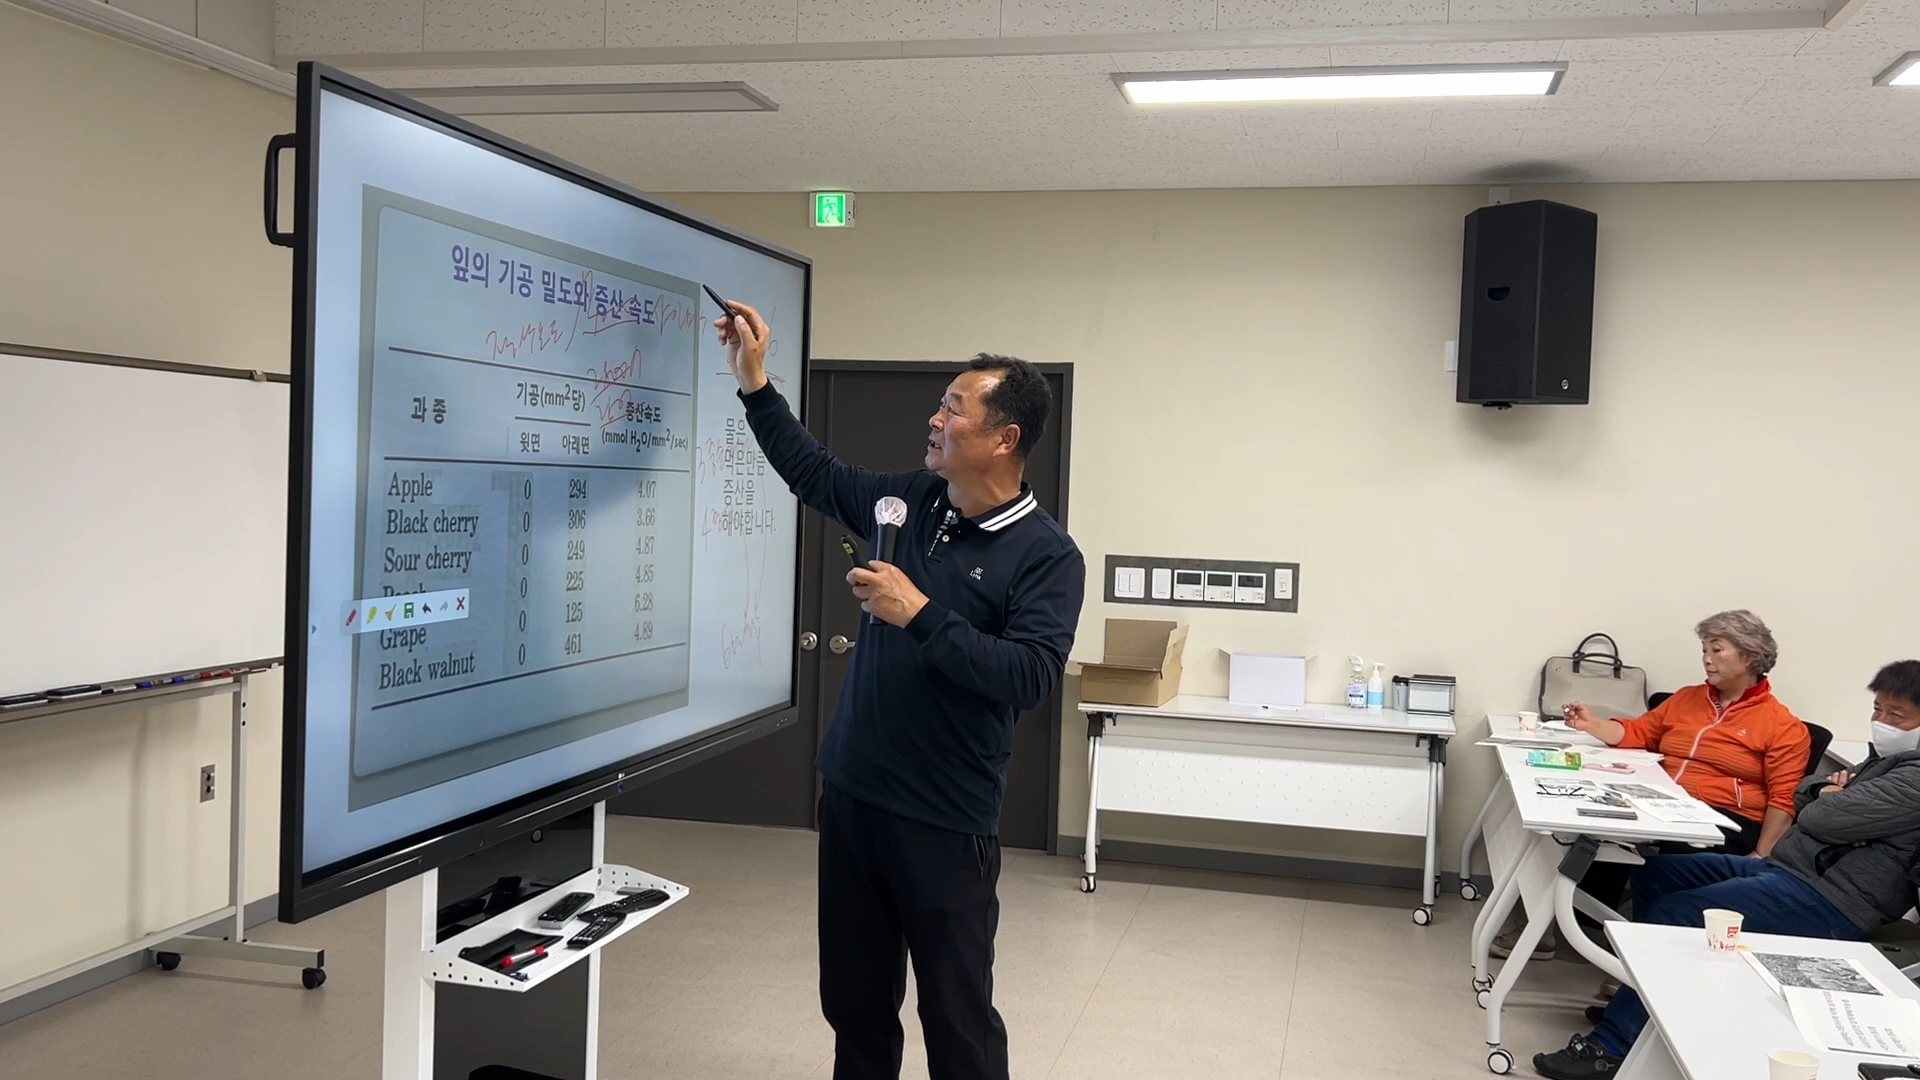 잎의 기공 밀도와 증산 속도
과 종
기공(mm2당)
증산속도
윗면 아래면
(mmol H2O/mm2/sec)
Apple 0 294 4.07
Black cherry 0 306 3.66
Sour cherry 0 249 4.87
Peach 0 225 4.85
Grape 0 125 6.28
Black walnut 0 461 4.89
물은
먹은만큼
증산을
해야합니다.